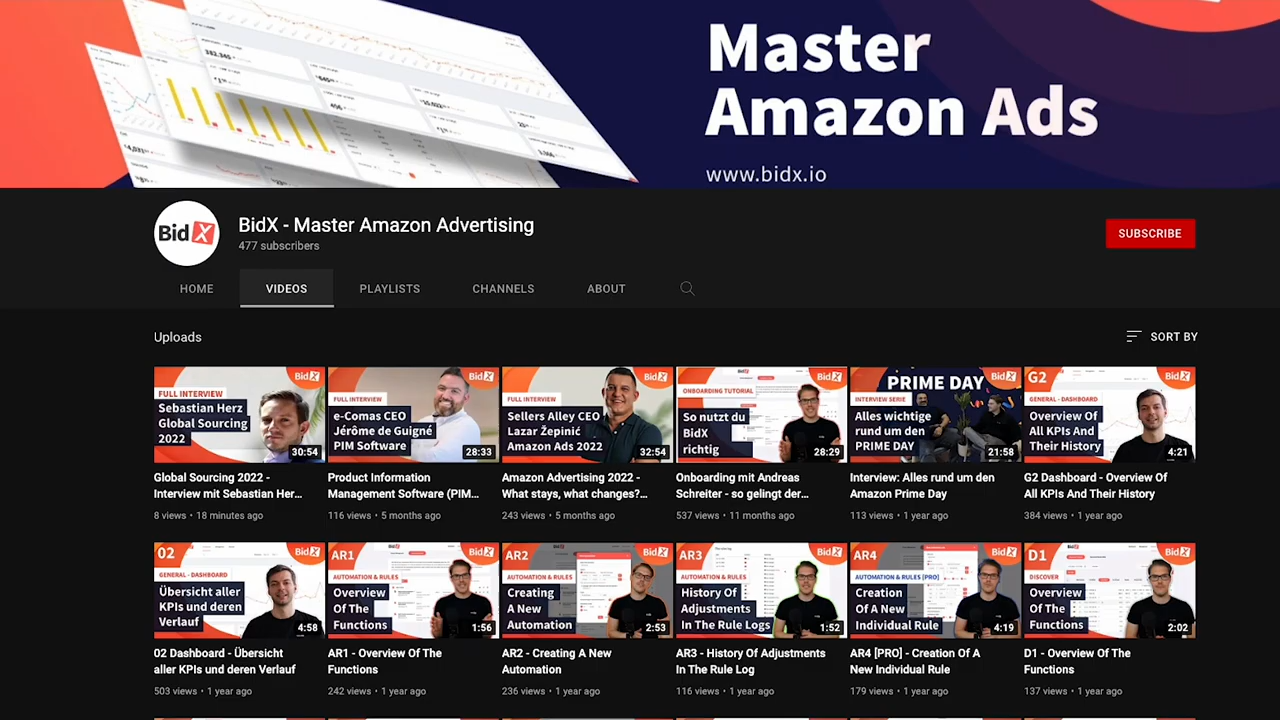 Master
Amazon Ads
www.bidx.io
BidX
BidX - Master Amazon Advertising
477 subscribers
SUBSCRIBE
HOME
VIDEOS
PLAYLISTS
CHANNELS
ABOUT
Uploads
SORT BY
BidX
FULL INTERVIEW
Sebastian Herz
Global Sourcing
2022
30:54
BidX
FULL INTERVIEW
e-Comas CEO
Jérôme de Guigné
PIM Software
28:33
BidX
FULL INTERVIEW
Sellers Alley CEO
Lazar Žepinić
Amazon Ads 2022
32:54
BidX
ONBOARDING TUTORIAL
So nutzt du
BidX
richtig
28:29
PRIME DAY
BidX
INTERVIEW SERIE
Alles wichtige
rund um den
PRIME DAY
21:58
G2
BidX
GENERAL - DASHBOARD
Overview Of
All KPIs And
Their History
4:21
Global Sourcing 2022 -
Interview mit Sebastian Her...
8 views • 18 minutes ago
Product Information
Management Software (PIM...
116 views • 5 months ago
Amazon Advertising 2022 -
What stays, what changes?...
243 views • 5 months ago
Onboarding mit Andreas
Schreiter - so gelingt der...
537 views • 11 months ago
Interview: Alles rund um den
Amazon Prime Day
113 views • 1 year ago
G2 Dashboard - Overview Of
All KPIs And Their History
384 views • 1 year ago
02
BidX
GENERAL - DASHBOARD
Übersicht aller
KPIs und deren
Verlauf
4:58
AR1
BidX
AUTOMATION & RULES
Overview
Of The
Functions
1:56
AR2
BidX
AUTOMATION & RULES
Creating
A New
Automation
2:53
AR3
BidX
AUTOMATION & RULES
History Of
Adjustments
In The Rule Logs
1:52
AR4
BidX
AUTOMATION & RULES [PRO]
Creation
Of A New
Individual Rule
4:19
D1
BidX
DISCOVER
Overview
Of The
Functions
2:02
02 Dashboard - Übersicht
aller KPIs und deren Verlauf
503 views • 1 year ago
AR1 - Overview Of The
Functions
242 views • 1 year ago
AR2 - Creating A New
Automation
236 views • 1 year ago
AR3 - History Of Adjustments
In The Rule Log
116 views • 1 year ago
AR4 [PRO] - Creation Of A
New Individual Rule
179 views • 1 year ago
D1 - Overview Of The
Functions
137 views • 1 year ago